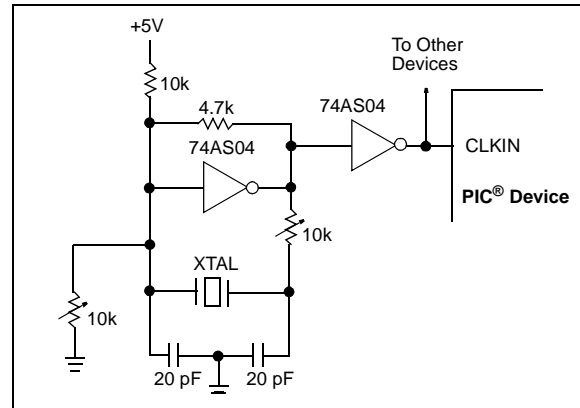 +5V
To Other
Devices
10k
4.7k
74AS04
74AS04
CLKIN
PIC® Device
10k
XTAL
10k
20 pF
20 pF